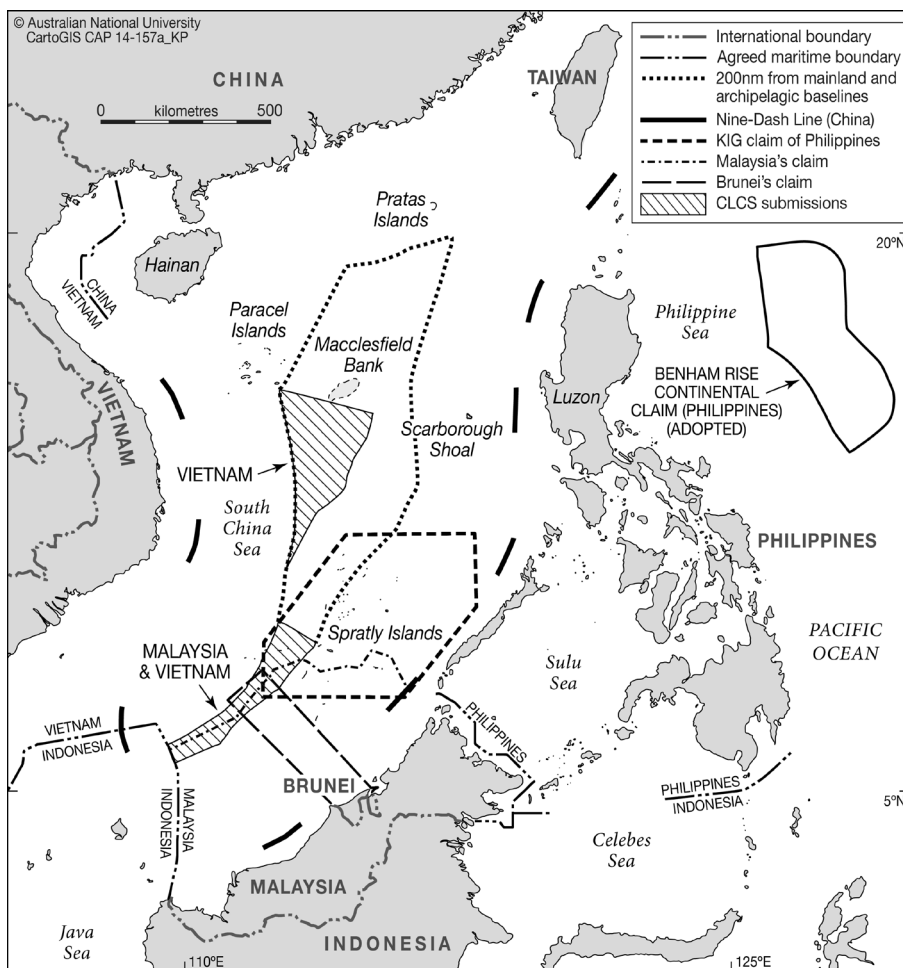 © Australian National University
CartoGIS CAP 14-157a_KP
International boundary
Agreed maritime boundary
200nm from mainland and
archipelagic baselines
Nine-Dash Line (China)
KIG claim of Philippines
Malaysia's claim
Brunei's claim
CLCS submissions
CHINA
TAIWAN
0 kilometres 500
Pratas
Islands
20°N
Hainan
CHINA
VIETNAM
Paracel
Islands
Philippine
Sea
Macclesfield
Bank
BENHAM RISE
CONTINENTAL
CLAIM (PHILIPPINES)
(ADOPTED)
Luzon
VIETNAM
Scarborough
Shoal
VIETNAM
South
China
Sea
PHILIPPINES
Spratly Islands
PACIFIC
OCEAN
MALAYSIA
& VIETNAM
Sulu
Sea
VIETNAM
INDONESIA
PHILIPPINES
BRUNEI
PHILIPPINES
INDONESIA
5°N
MALAYSIA
INDONESIA
Celebes
Sea
MALAYSIA
Java
Sea
INDONESIA
110°E
125°E